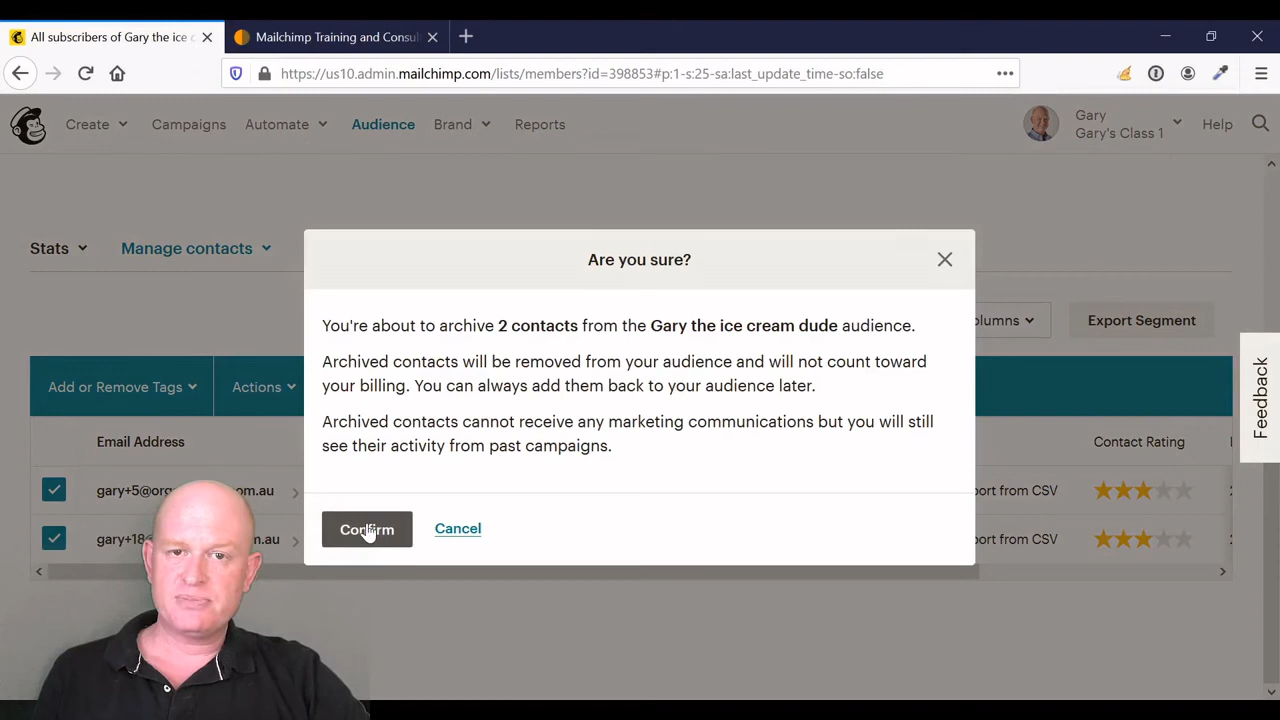 All subscribers of Gary the ice c
Mailchimp Training and Consul
https://us10.admin.mailchimp.com/lists/members?id=398853#p:1-s:25-sa:last_update_time-so:false
Create
Campaigns
Automate
Audience
Brand
Reports
Gary
Gary's Class 1
Help
Stats
Manage contacts
Are you sure?
You're about to archive 2 contacts from the Gary the ice cream dude audience.
Archived contacts will be removed from your audience and will not count toward
your billing. You can always add them back to your audience later.
Archived contacts cannot receive any marketing communications but you will still
see their activity from past campaigns.
Confirm
Cancel
olumns
Export Segment
Add or Remove Tags
Actions
Feedback
Email Address
Contact Rating
gary+5@org
om.au
port from CSV
gary+18
om.au
port from CSV